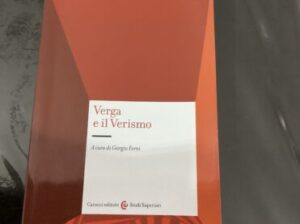 Verga
e il Verismo
A cura di Giorgio Forni
Carocci editore Studi Superiori